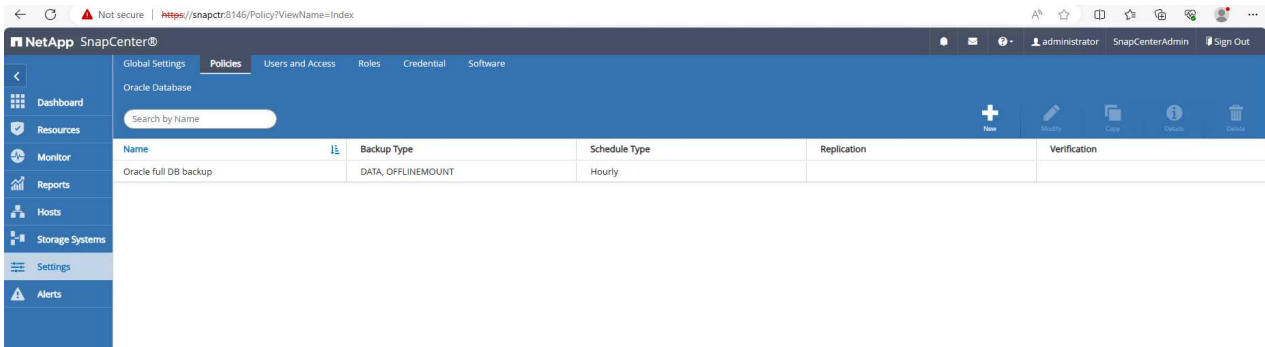 Not secure | https://snapctr:8146/Policy?ViewName=Index
NetApp SnapCenter®
administrator SnapCenterAdmin Sign Out
Global Settings Policies Users and Access Roles Credential Software
Oracle Database
Search by Name
New Modify Copy Details Delete
Dashboard
Resources
Monitor
Reports
Hosts
Storage Systems
Settings
Alerts
Name Backup Type Schedule Type Replication Verification
Oracle full DB backup DATA, OFFLINEMOUNT Hourly